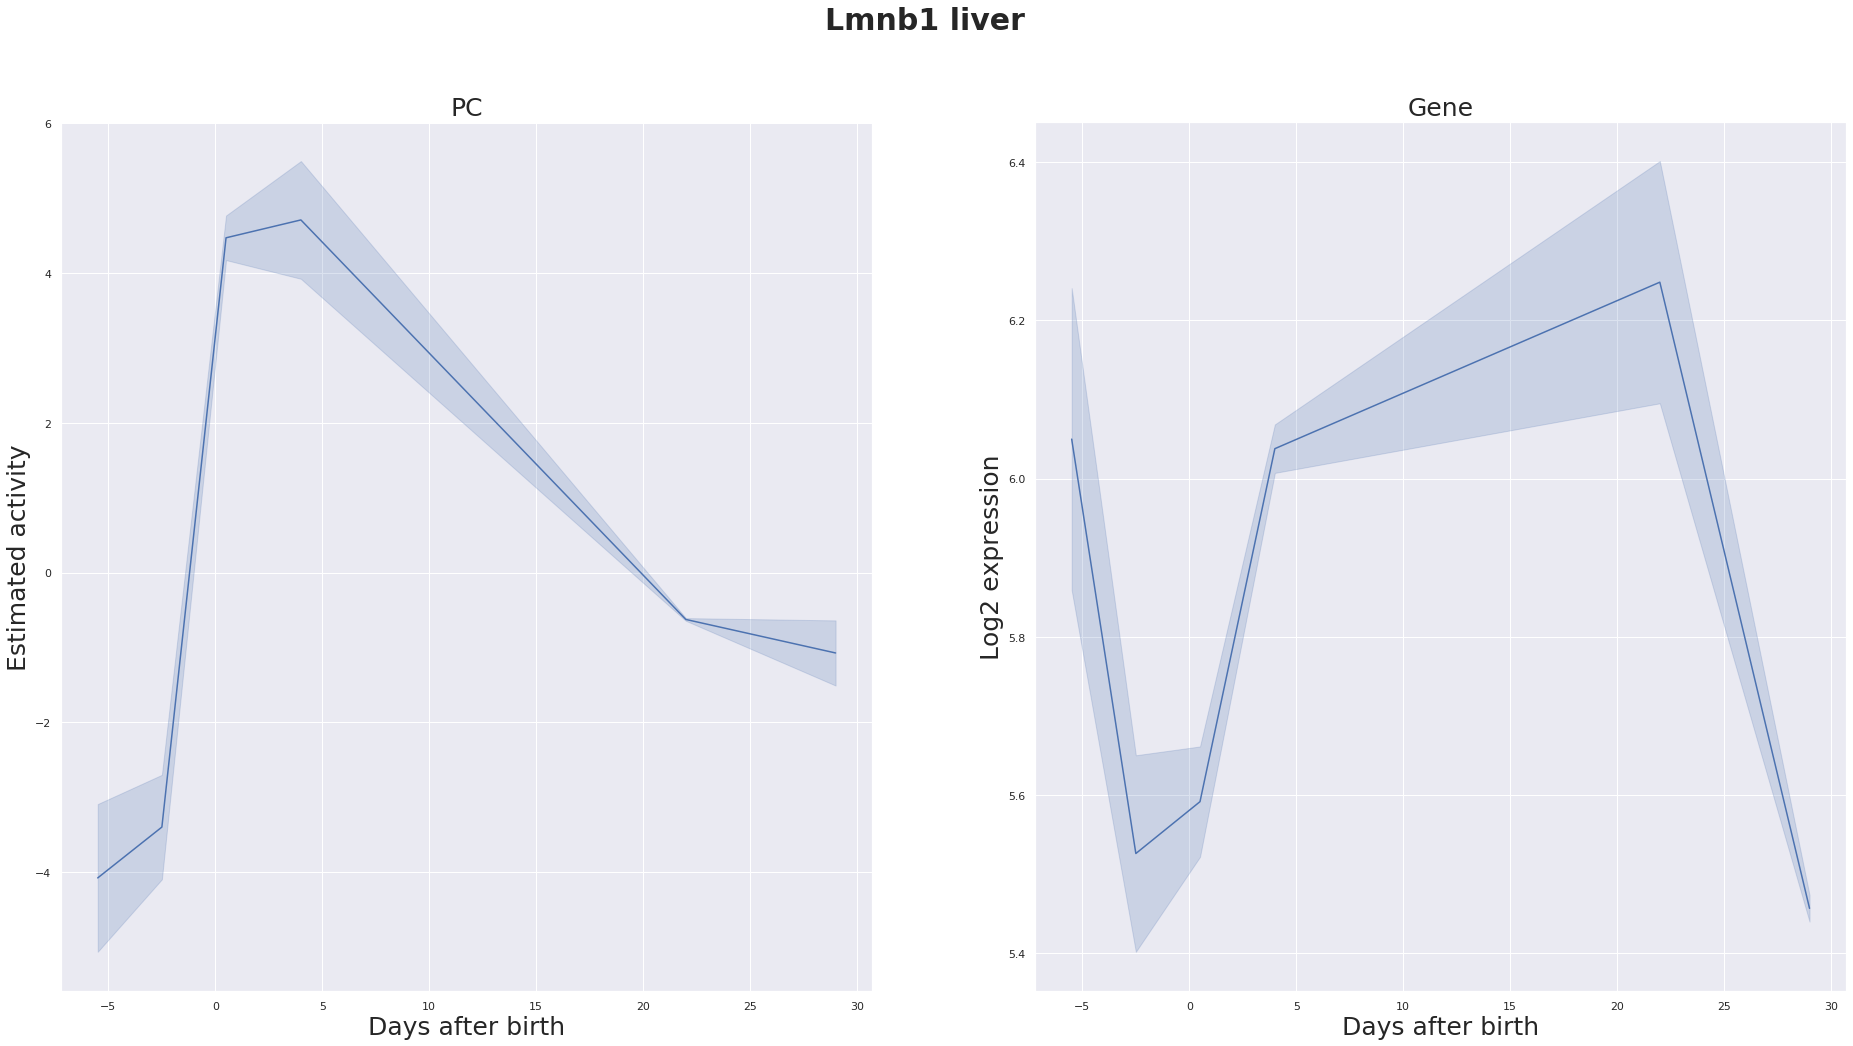 Lmnb1 liver
PC
Estimated activity
6
4
2
0
−2
−4
−5 0 5 10 15 20 25 30
Days after birth
Gene
Log2 expression
6.4
6.2
6.0
5.8
5.6
5.4
−5 0 5 10 15 20 25 30
Days after birth